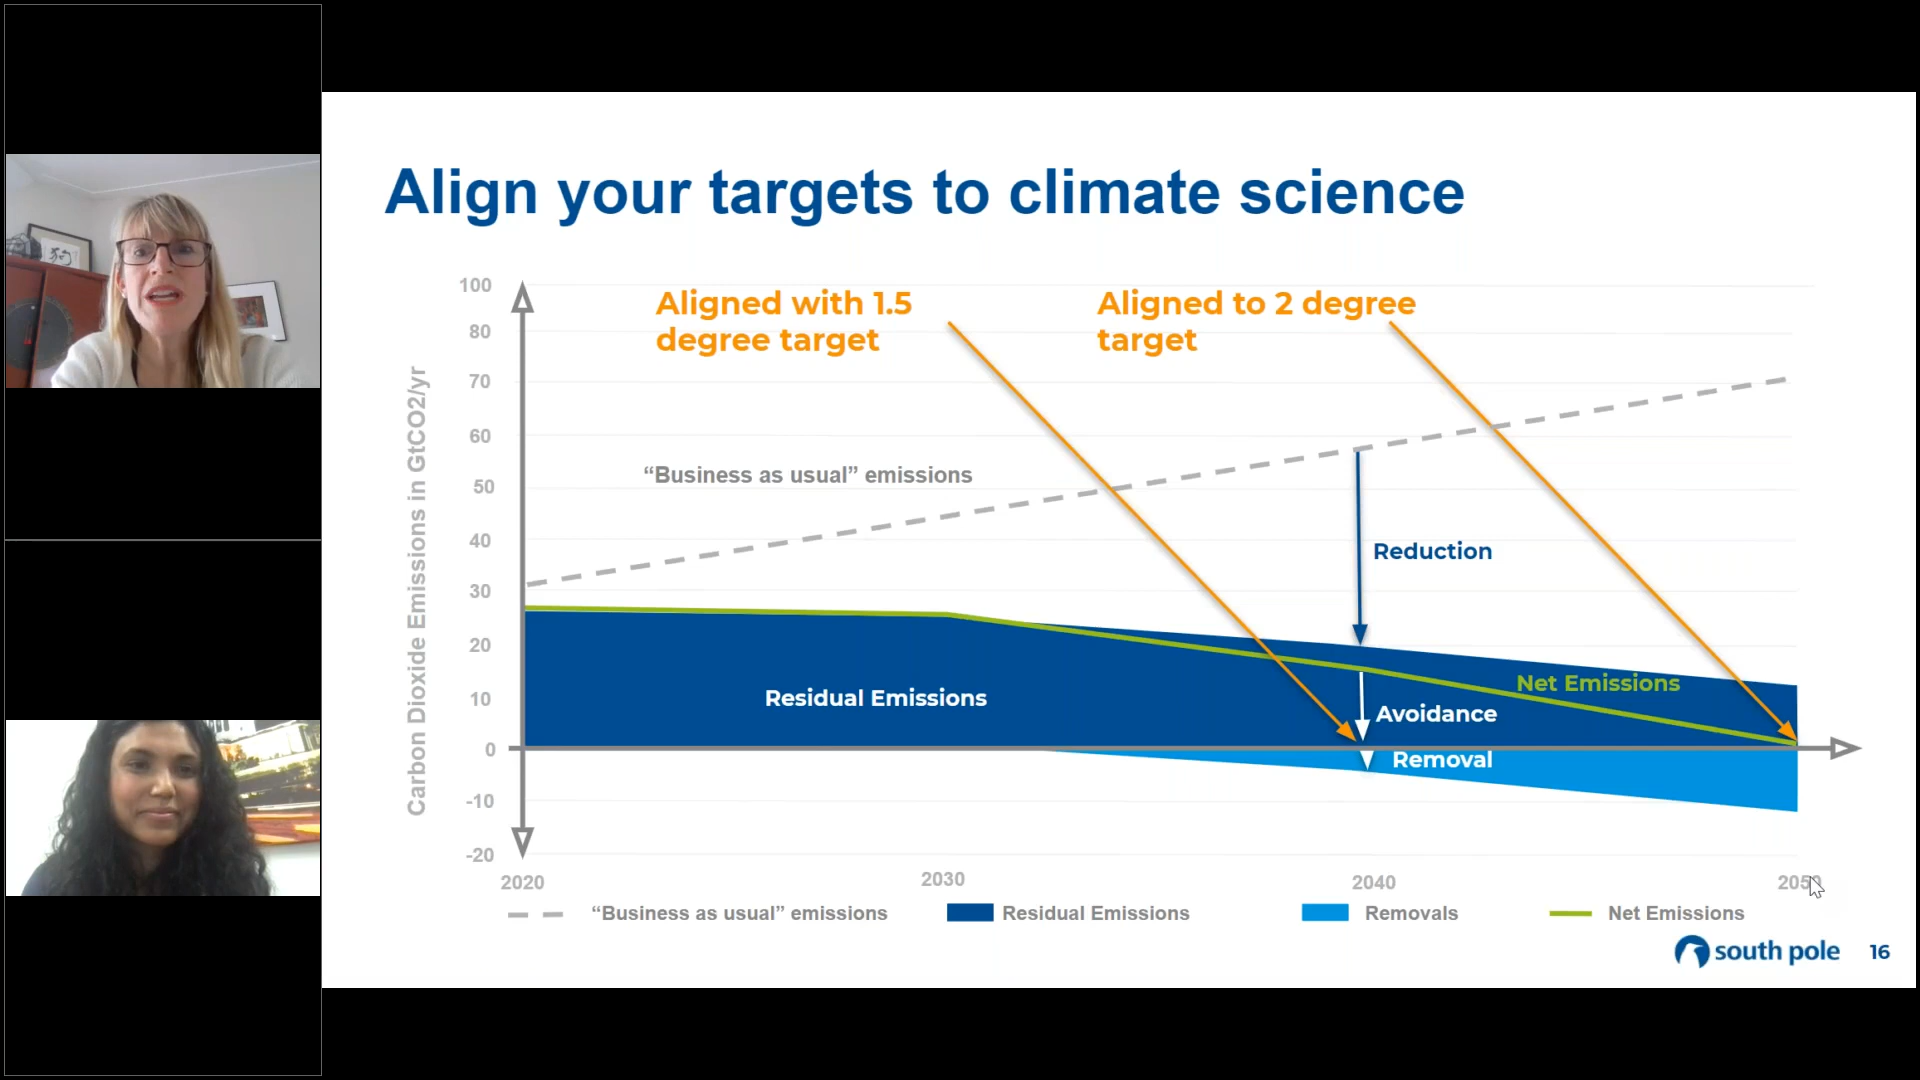 Align your targets to climate science
Aligned with 1.5
degree target
Aligned to 2 degree
target
Carbon Dioxide Emissions in GtCO2/yr
100
80
70
60
50
40
30
20
10
0
-10
-20
“Business as usual” emissions
Reduction
Residual Emissions
Net Emissions
Avoidance
Removal
2020
2030
2040
2050
“Business as usual” emissions
Residual Emissions
Removals
Net Emissions
south pole
16